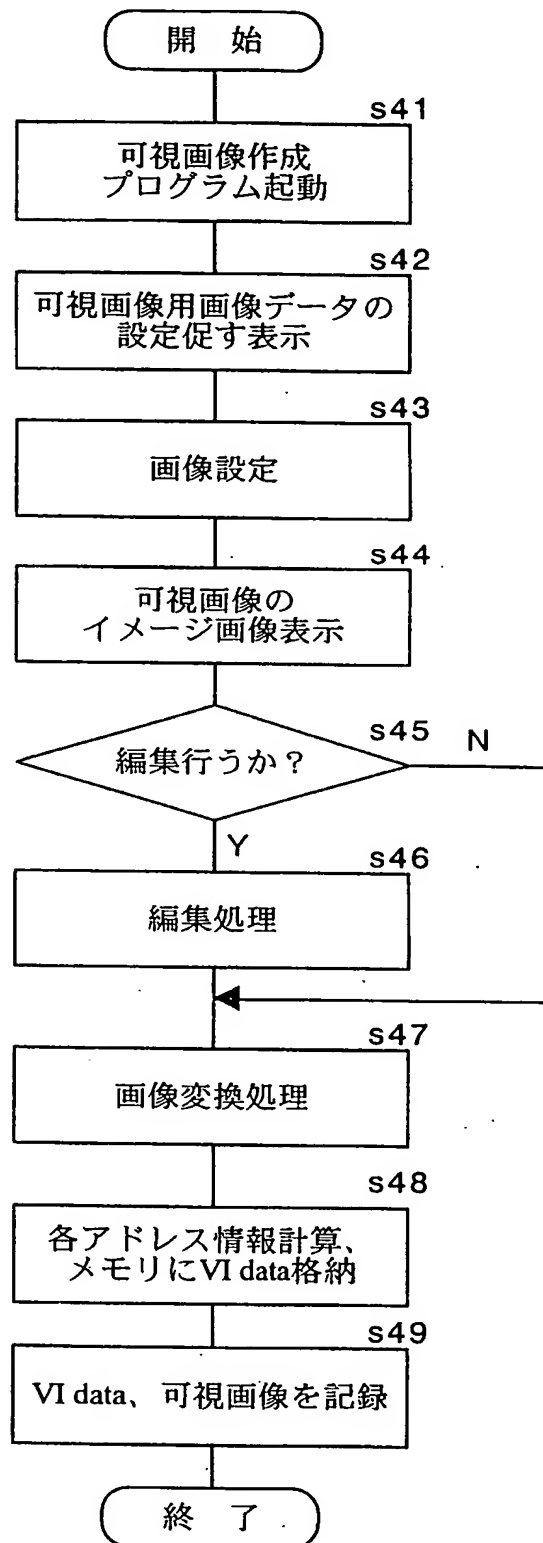 開 始
s41
可視画像作成
プログラム起動
s42
可視画像用画像データの
設定促す表示
s43
画像設定
s44
可視画像の
イメージ画像表示
s45
編集行うか？
N
Y
s46
編集処理
s47
画像変換処理
s48
各アドレス情報計算、
メモリにVI data格納
s49
VI data、可視画像を記録
終 了